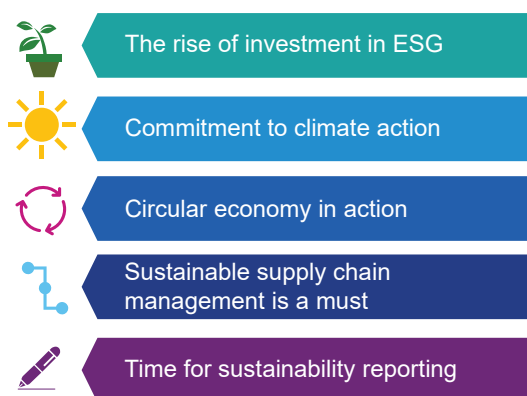 The rise of investment in ESG
Commitment to climate action
Circular economy in action
Sustainable supply chain
management is a must
Time for sustainability reporting